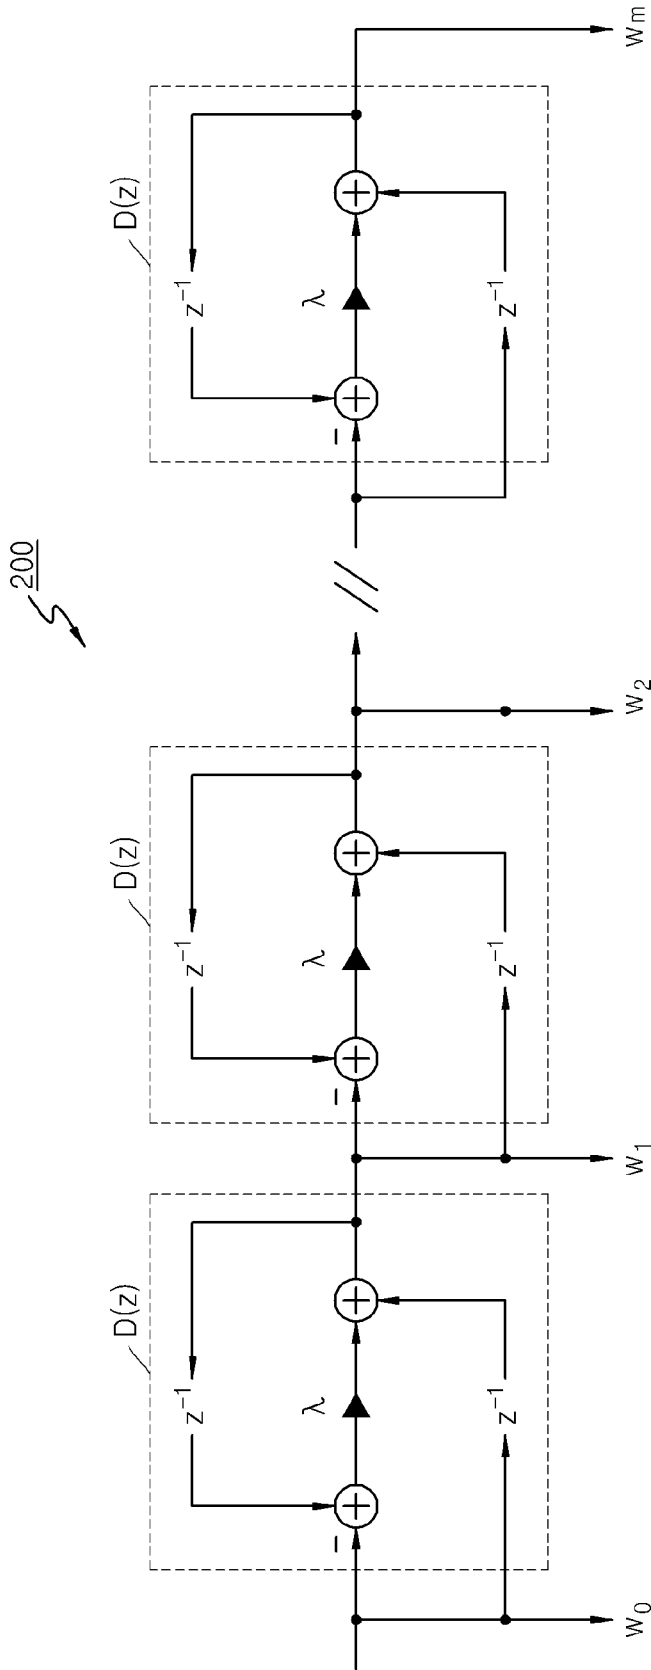 200
D(z)
D(z)
D(z)
z⁻¹
z⁻¹
z⁻¹
λ
λ
λ
−
+
+
−
+
+
−
+
+
z⁻¹
z⁻¹
z⁻¹
W₀
W₁
W₂
Wm